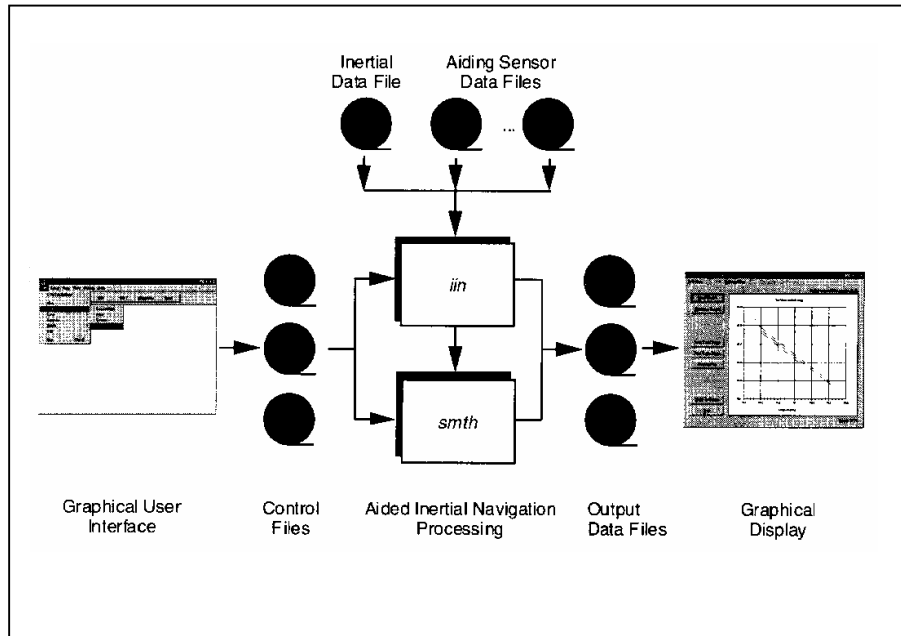 Inertial
Data File
Aiding Sensor
Data Files
...
iin
smth
Graphical User
Interface
Control
Files
Aided Inertial Navigation
Processing
Output
Data Files
Graphical
Display